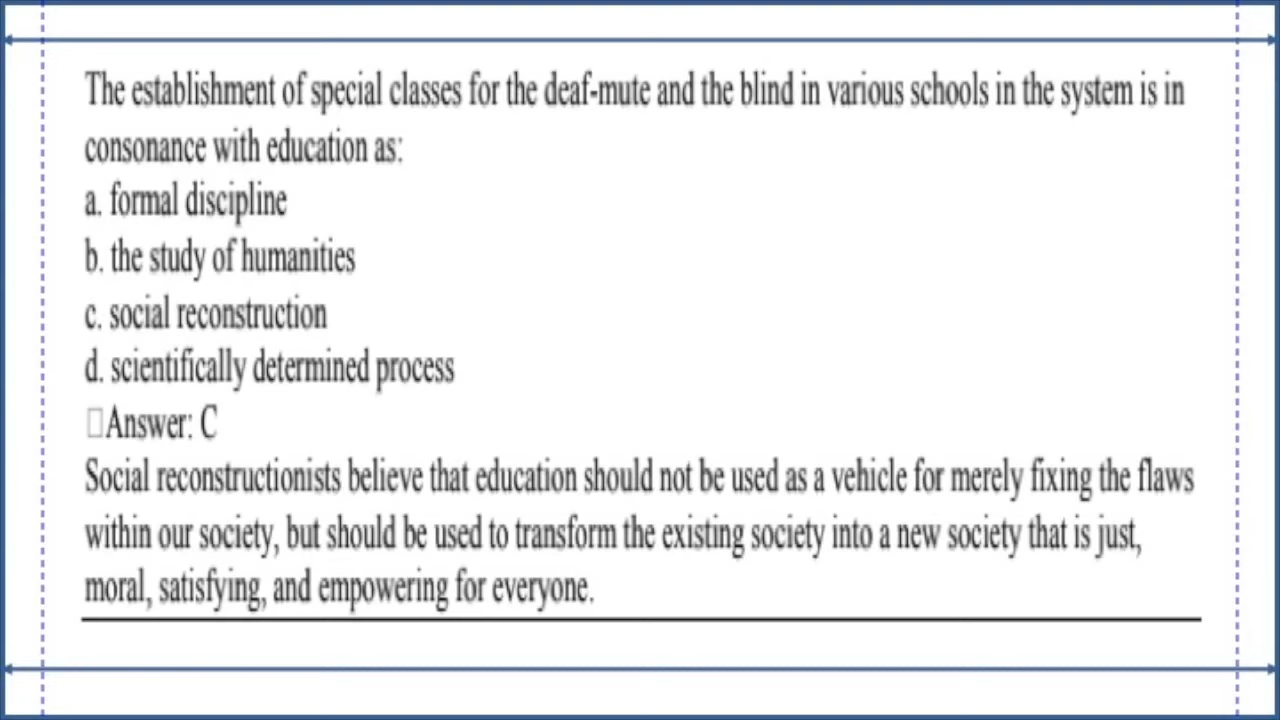 The establishment of special classes for the deaf-mute and the blind in various schools in the system is in
consonance with education as:
a. formal discipline
b. the study of humanities
c. social reconstruction
d. scientifically determined process
Answer: C
Social reconstructionists believe that education should not be used as a vehicle for merely fixing the flaws
within our society, but should be used to transform the existing society into a new society that is just,
moral, satisfying, and empowering for everyone.